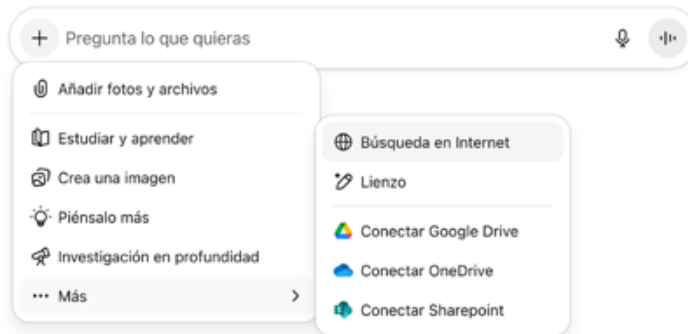 Pregunta lo que quieras
Añadir fotos y archivos
Estudiar y aprender
Crea una imagen
Piénsalo más
Investigación en profundidad
Más
Búsqueda en Internet
Lienzo
Conectar Google Drive
Conectar OneDrive
Conectar Sharepoint